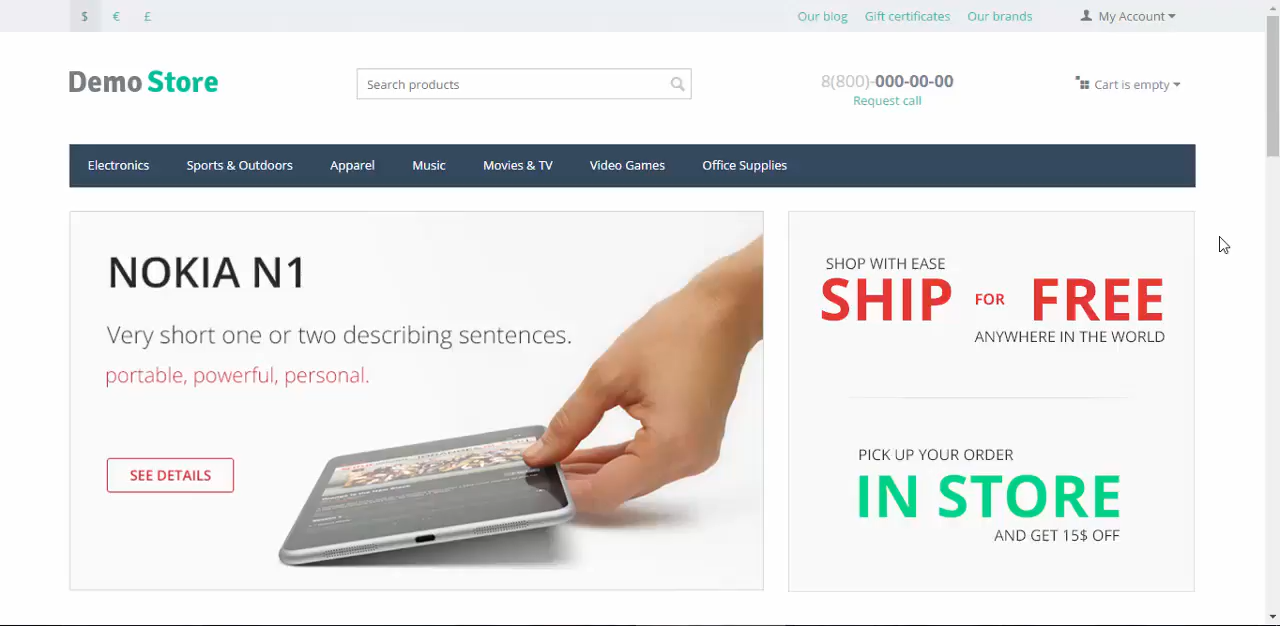 $ € £ Our blog Gift certificates Our brands My Account
Demo Store Search products 8(800)-000-00-00 Cart is empty
Request call
Electronics Sports & Outdoors Apparel Music Movies & TV Video Games Office Supplies
NOKIA N1
Very short one or two describing sentences.
portable, powerful, personal.
SEE DETAILS
SHOP WITH EASE
SHIP FOR FREE
ANYWHERE IN THE WORLD
PICK UP YOUR ORDER
IN STORE
AND GET 15$ OFF